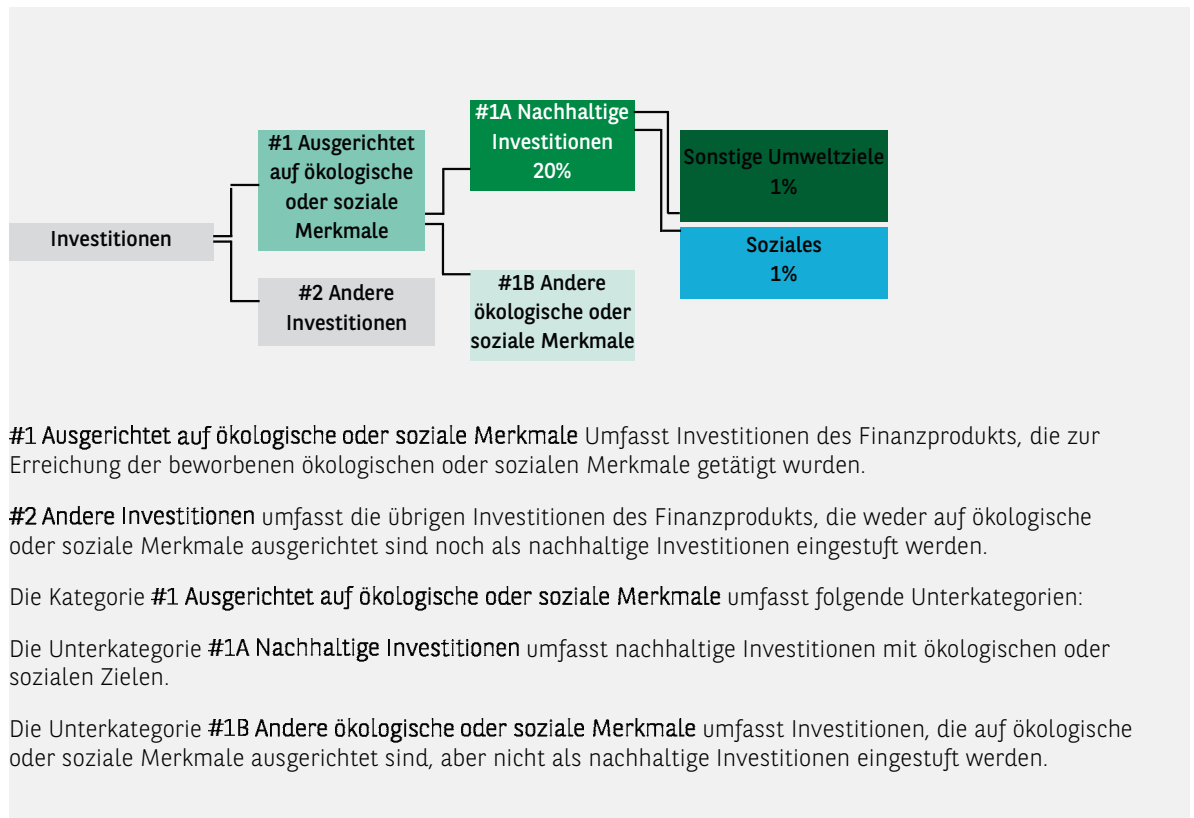 #1A Nachhaltige
Investitionen
20%
#1 Ausgerichtet
auf ökologische
oder soziale
Merkmale
Sonstige Umweltziele
1%
Investitionen
Soziales
1%
#2 Andere
Investitionen
#1B Andere
ökologische oder
soziale Merkmale
#1 Ausgerichtet auf ökologische oder soziale Merkmale Umfasst Investitionen des Finanzprodukts, die zur
Erreichung der beworbenen ökologischen oder sozialen Merkmale getätigt wurden.
#2 Andere Investitionen umfasst die übrigen Investitionen des Finanzprodukts, die weder auf ökologische
oder soziale Merkmale ausgerichtet sind noch als nachhaltige Investitionen eingestuft werden.
Die Kategorie #1 Ausgerichtet auf ökologische oder soziale Merkmale umfasst folgende Unterkategorien:
Die Unterkategorie #1A Nachhaltige Investitionen umfasst nachhaltige Investitionen mit ökologischen oder
sozialen Zielen.
Die Unterkategorie #1B Andere ökologische oder soziale Merkmale umfasst Investitionen, die auf ökologische
oder soziale Merkmale ausgerichtet sind, aber nicht als nachhaltige Investitionen eingestuft werden.